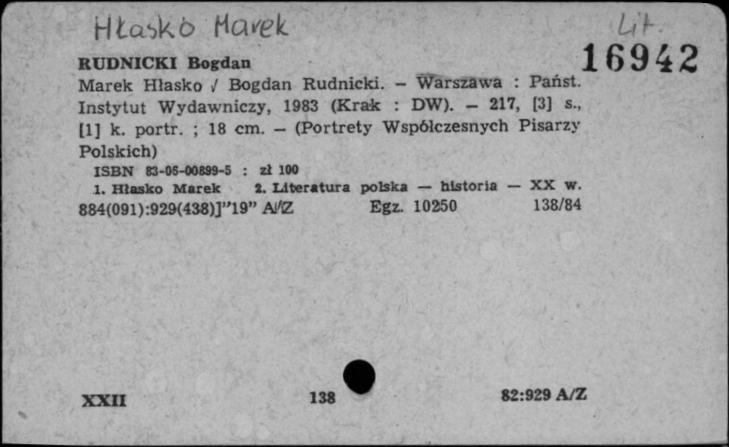 Hłasko Marek
Lit.
16942
RUDNICKI Bogdan
Marek Hłasko / Bogdan Rudnicki. — Warszawa : Państ.
Instytut Wydawniczy, 1983 (Krak : DW). — 217, [3] s.,
[1] k. portr. ; 18 cm. — (Portrety Współczesnych Pisarzy
Polskich)
ISBN 83-06-00899-5 : zł 100
1. Hłasko Marek 2. Literatura polska — historia — XX w.
884(091):929(438)]"19" A/Z Egz. 10250 138/84
XXII 138 82:929 A/Z